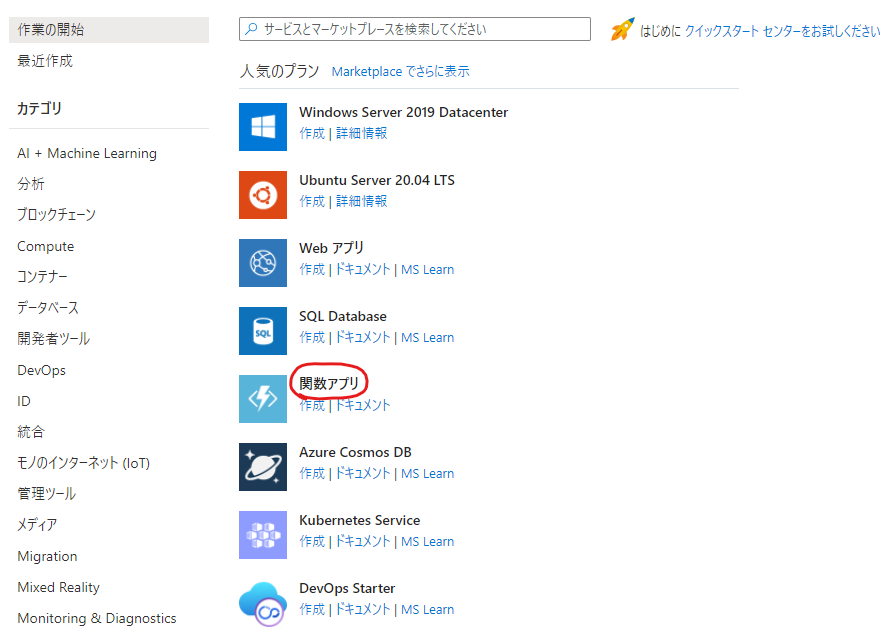 作業の開始
最近作成
カテゴリ
AI + Machine Learning
分析
ブロックチェーン
Compute
コンテナー
データベース
開発者ツール
DevOps
ID
統合
モノのインターネット (IoT)
管理ツール
メディア
Migration
Mixed Reality
Monitoring & Diagnostics
サービスとマーケットプレースを検索してください
はじめに クイックスタート センターをお試しください
人気のプラン Marketplace でさらに表示
Windows Server 2019 Datacenter
作成 | 詳細情報
Ubuntu Server 20.04 LTS
作成 | 詳細情報
Web アプリ
作成 | ドキュメント | MS Learn
SQL Database
SQL
作成 | ドキュメント | MS Learn
関数アプリ
作成 | ドキュメント
Azure Cosmos DB
作成 | ドキュメント | MS Learn
Kubernetes Service
作成 | ドキュメント | MS Learn
DevOps Starter
作成 | ドキュメント | MS Learn